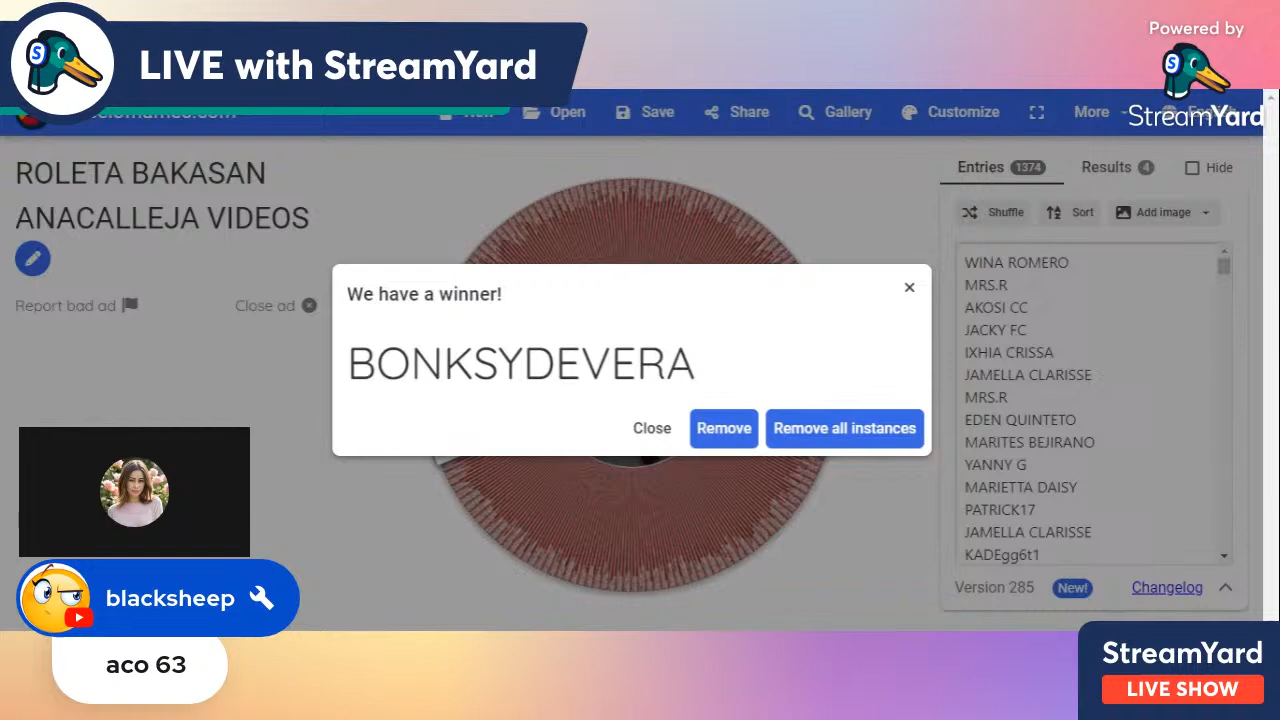 LIVE with StreamYard
Powered by
StreamYard
Open Save Share Gallery Customize More
ROLETA BAKASAN
ANACALLEJA VIDEOS
Report bad ad Close ad
We have a winner!
BONKSYDEVERA
Close Remove Remove all instances
Entries 1374 Results 4 Hide
Shuffle Sort Add image
WINA ROMERO
MRS.R
AKOSI CC
JACKY FC
IXHIA CRISSA
JAMELLA CLARISSE
MRS.R
EDEN QUINTETO
MARITES BEJIRANO
YANNY G
MARIETTA DAISY
PATRICK17
JAMELLA CLARISSE
KADEgg6t1
Version 285 New! Changelog
S
blacksheep
aco 63
StreamYard
LIVE SHOW